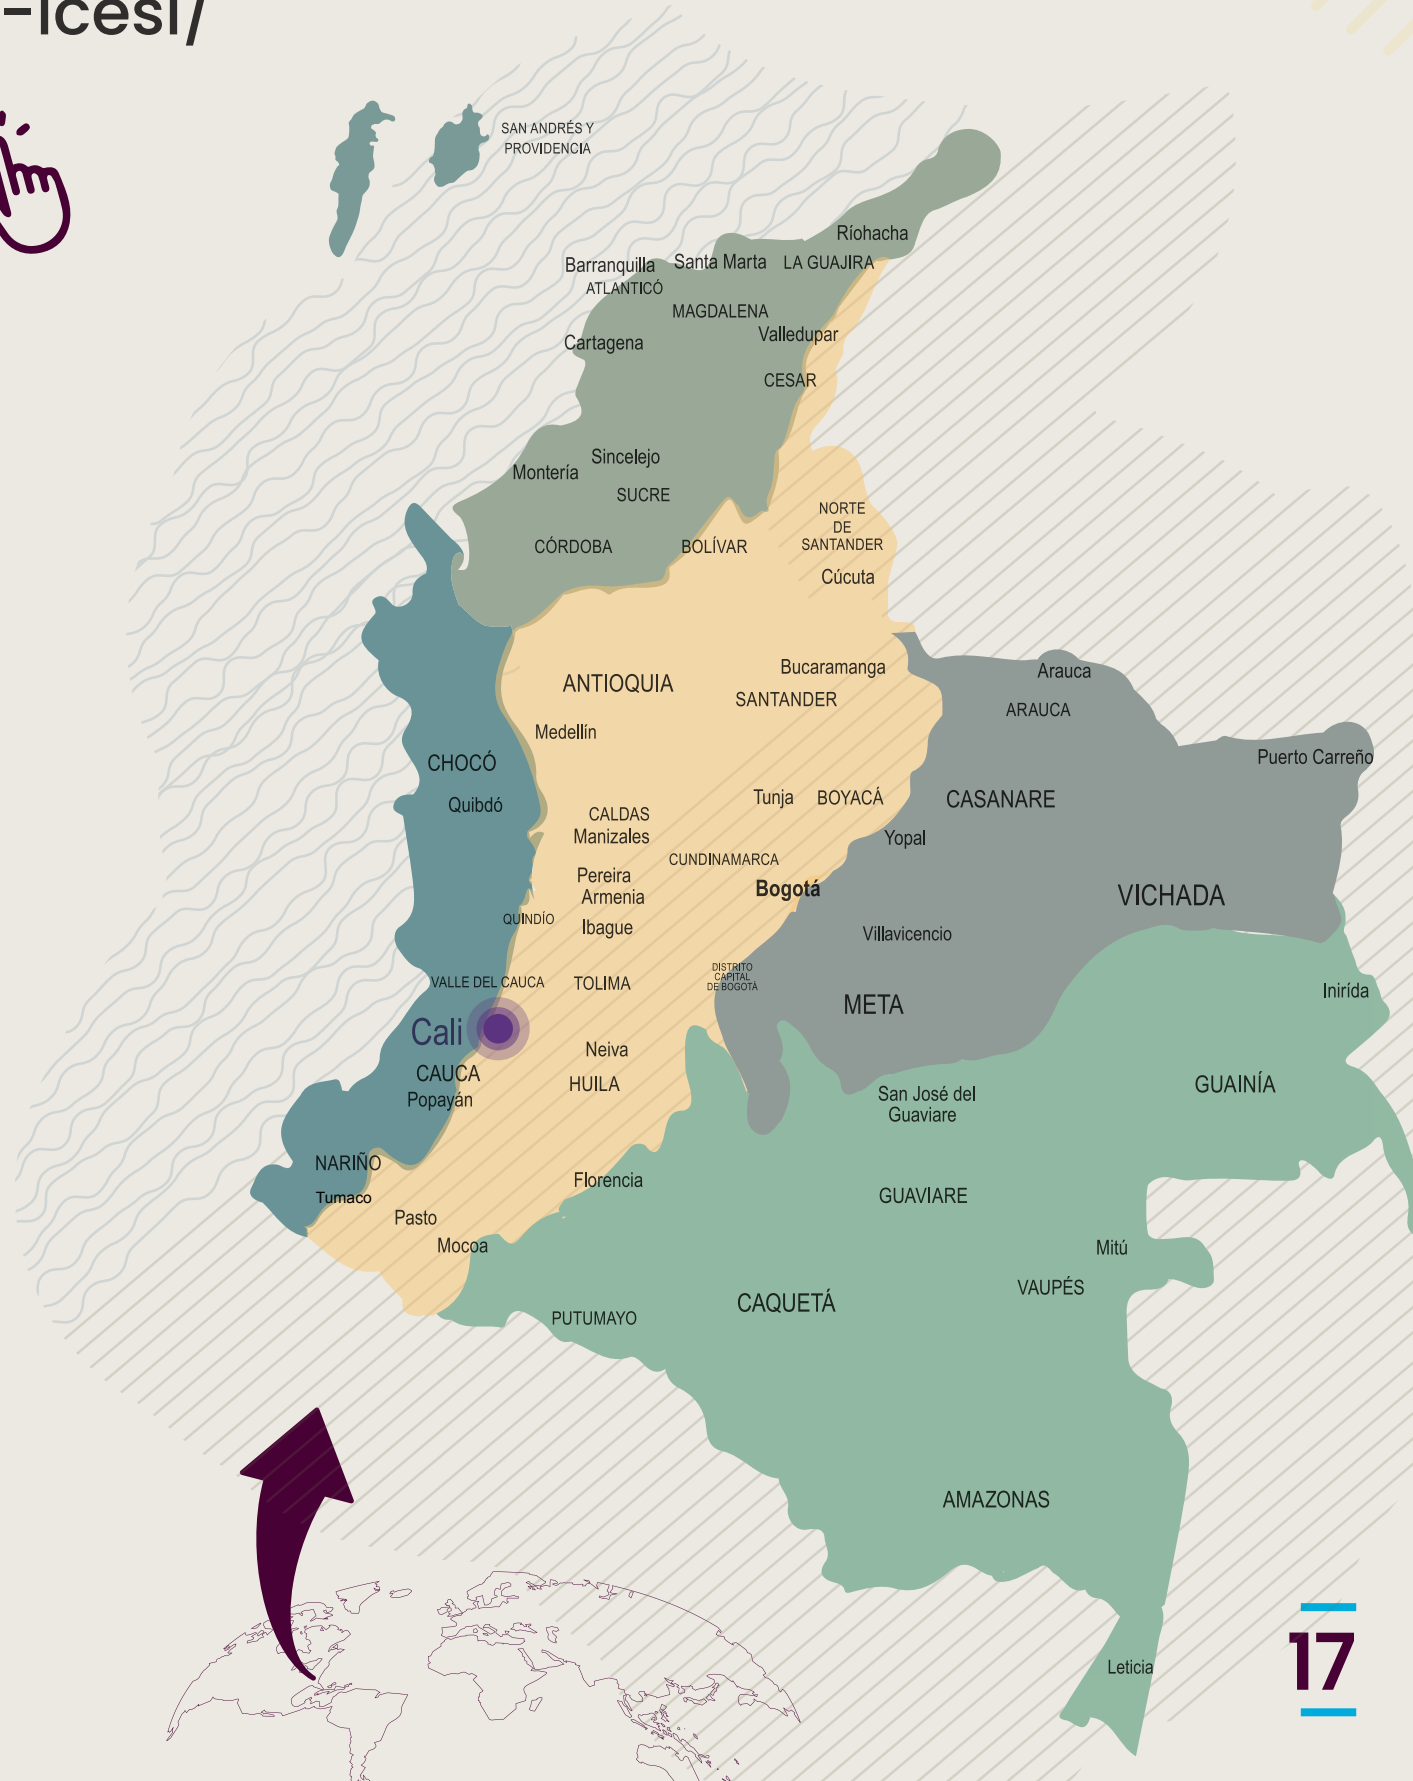 -icesi/
SAN ANDRÉS Y
PROVIDENCIA
Ríohacha
Barranquilla
Santa Marta
LA GUAJIRA
ATLANTICÓ
MAGDALENA
Valledupar
Cartagena
CESAR
Sincelejo
Montería
SUCRE
NORTE
DE
SANTANDER
CÓRDOBA
BOLÍVAR
Cúcuta
Bucaramanga
Arauca
ANTIOQUIA
SANTANDER
ARAUCA
Medellín
CHOCÓ
Puerto Carreño
Quibdó
Tunja
BOYACÁ
CASANARE
CALDAS
Manizales
Yopal
CUNDINAMARCA
Pereira
Bogotá
Armenia
VICHADA
QUINDÍO
Ibague
Villavicencio
DISTRITO
CAPITAL
DE BOGOTÀ
VALLE DEL CAUCA
TOLIMA
Inirída
META
Cali
Neiva
CAUCA
HUILA
GUAINÍA
Popayán
San José del
Guaviare
NARIÑO
Florencia
Tumaco
GUAVIARE
Pasto
Mocoa
Mitú
VAUPÉS
CAQUETÁ
PUTUMAYO
AMAZONAS
Leticia
17